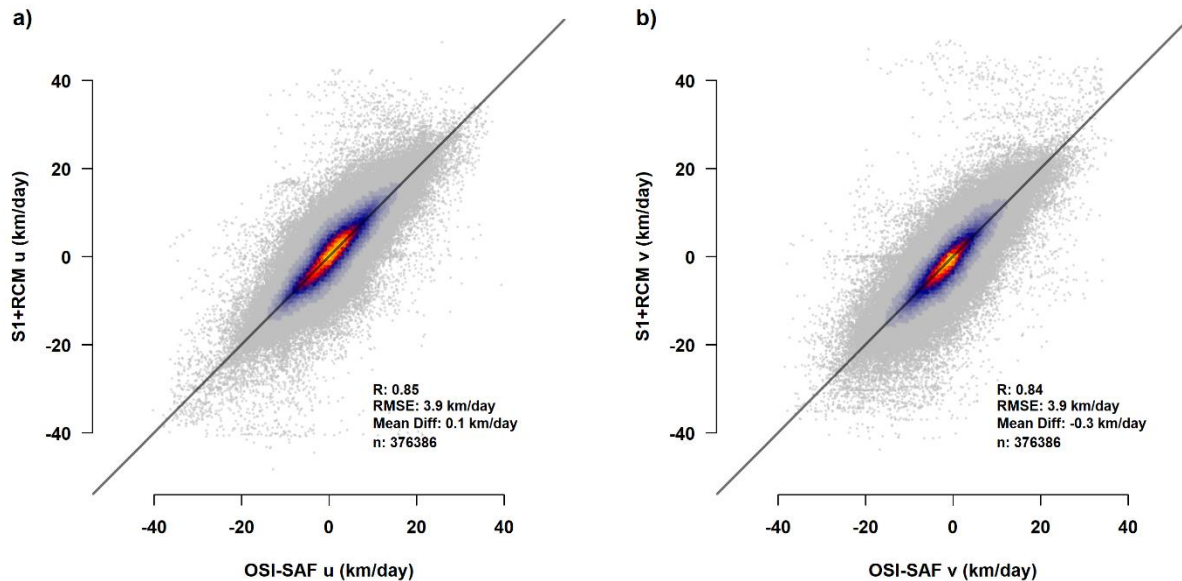 a)
40
20
0
-20
-40
S1+RCM u (km/day)
R: 0.85
RMSE: 3.9 km/day
Mean Diff: 0.1 km/day
n: 376386
-40 -20 0 20 40
OSI-SAF u (km/day)
b)
40
20
0
-20
-40
S1+RCM v (km/day)
R: 0.84
RMSE: 3.9 km/day
Mean Diff: -0.3 km/day
n: 376386
-40 -20 0 20 40
OSI-SAF v (km/day)